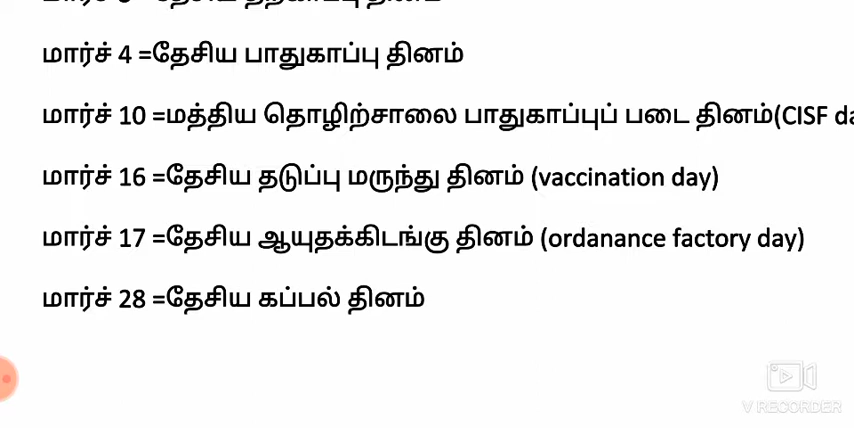 மார்ச் 4 =தேசிய பாதுகாப்பு தினம்
மார்ச் 10 =மத்திய தொழிற்சாலை பாதுகாப்புப் படை தினம்(CISF
மார்ச் 16 =தேசிய தடுப்பு மருந்து தினம் (vaccination day)
மார்ச் 17 =தேசிய ஆயுதக்கிடங்கு தினம் (ordanance factory day)
மார்ச் 28 =தேசிய கப்பல் தினம்
V RECORDER